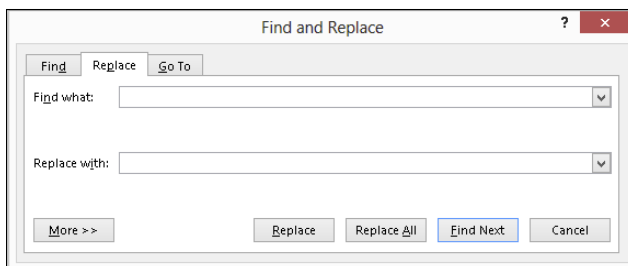 Find and Replace ? ×
Find Replace Go To
Find what:
Replace with:
More >> Replace Replace All Find Next Cancel